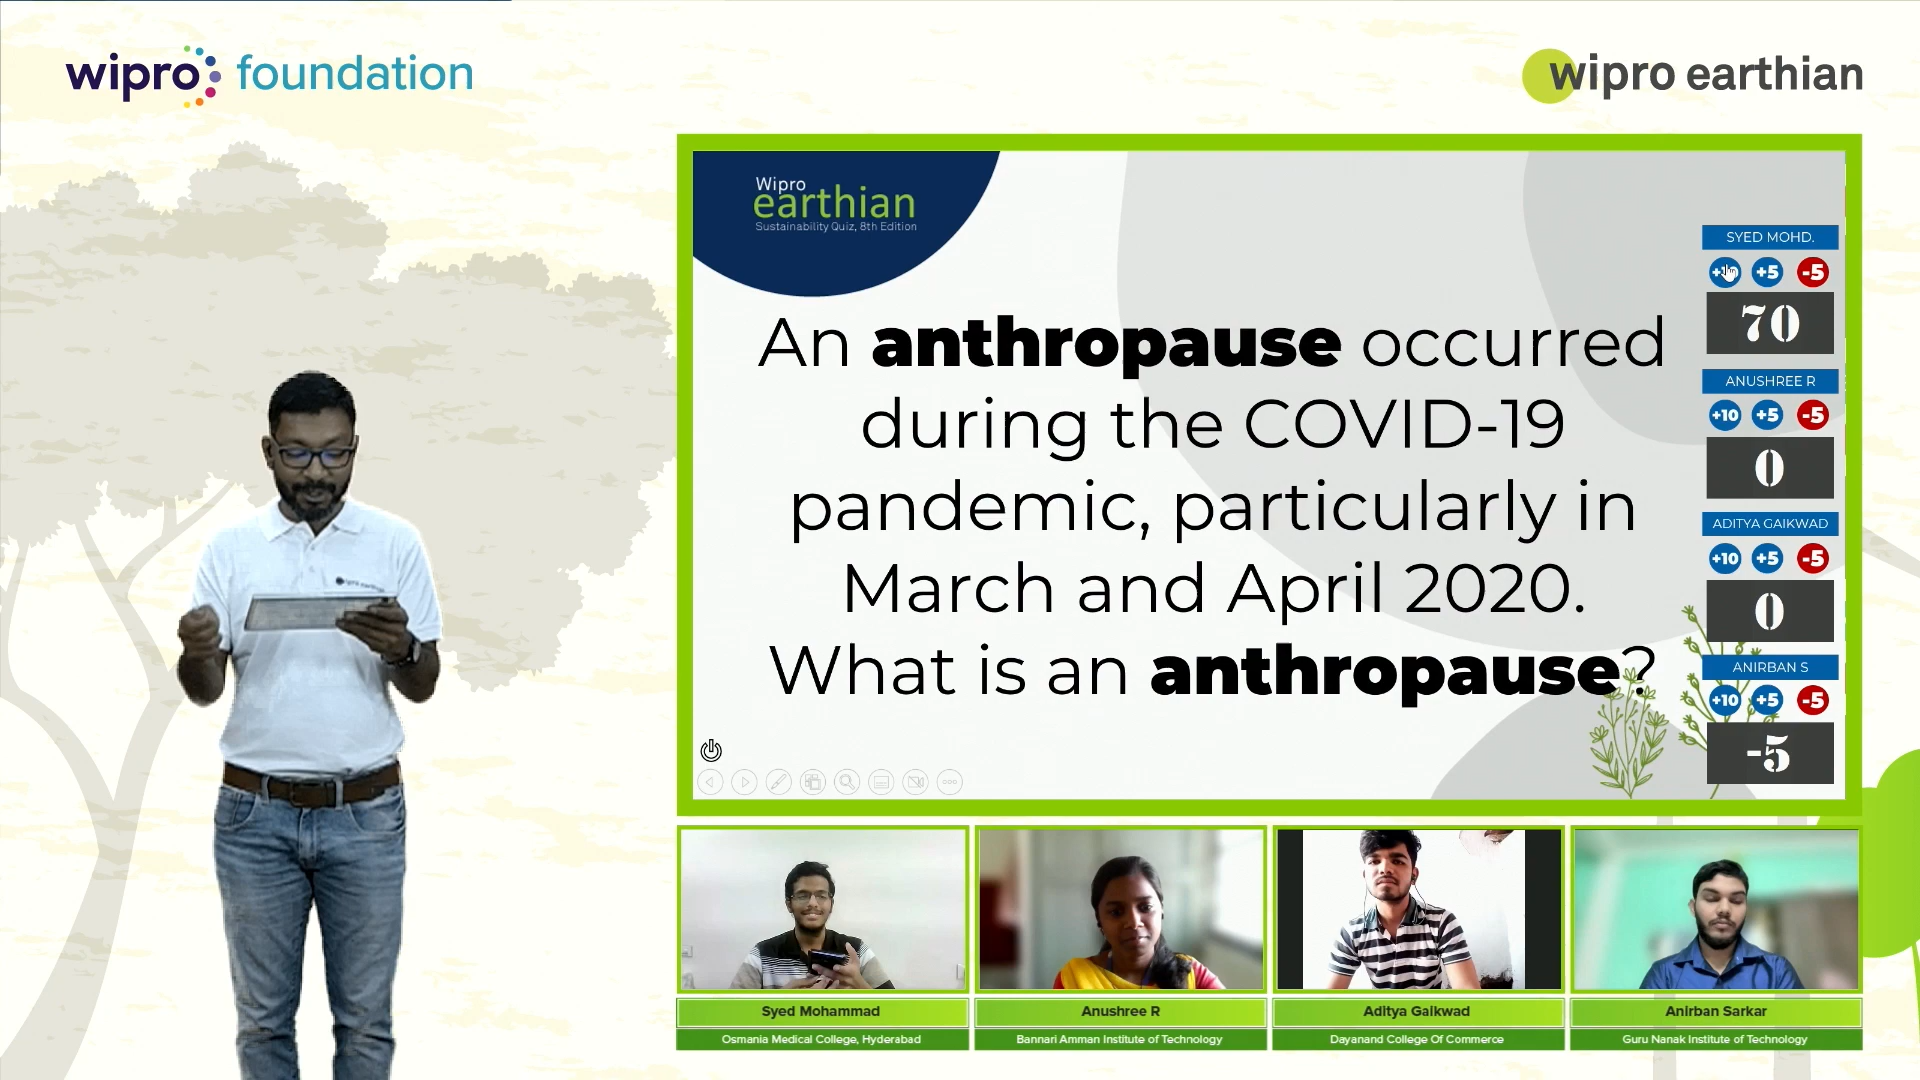 wipro foundation
wipro earthian
Wipro
earthian
Sustainability Quiz, 8th Edition
An anthropause occurred
during the COVID-19
pandemic, particularly in
March and April 2020.
What is an anthropause?
SYED MOHD.
+5 -5
70
ANUSHREE R
+10 +5 -5
0
ADITYA GAIKWAD
+10 +5 -5
0
ANIRBAN S
+10 +5 -5
-5
Syed Mohammad
Osmania Medical College, Hyderabad
Anushree R
Bannari Amman Institute of Technology
Aditya Gaikwad
Dayanand College Of Commerce
Anirban Sarkar
Guru Nanak Institute of Technology